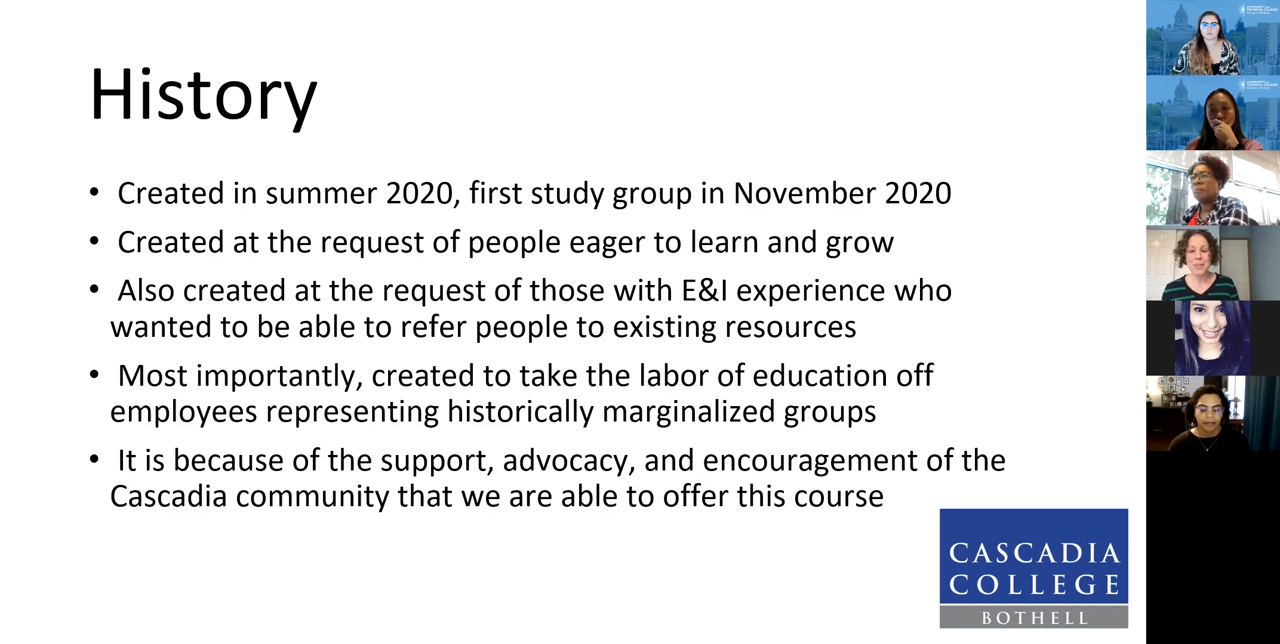 History
• Created in summer 2020, first study group in November 2020
• Created at the request of people eager to learn and grow
• Also created at the request of those with E&I experience who
wanted to be able to refer people to existing resources
• Most importantly, created to take the labor of education off
employees representing historically marginalized groups
• It is because of the support, advocacy, and encouragement of the
Cascadia community that we are able to offer this course
CASCADIA
COLLEGE
BOTHELL